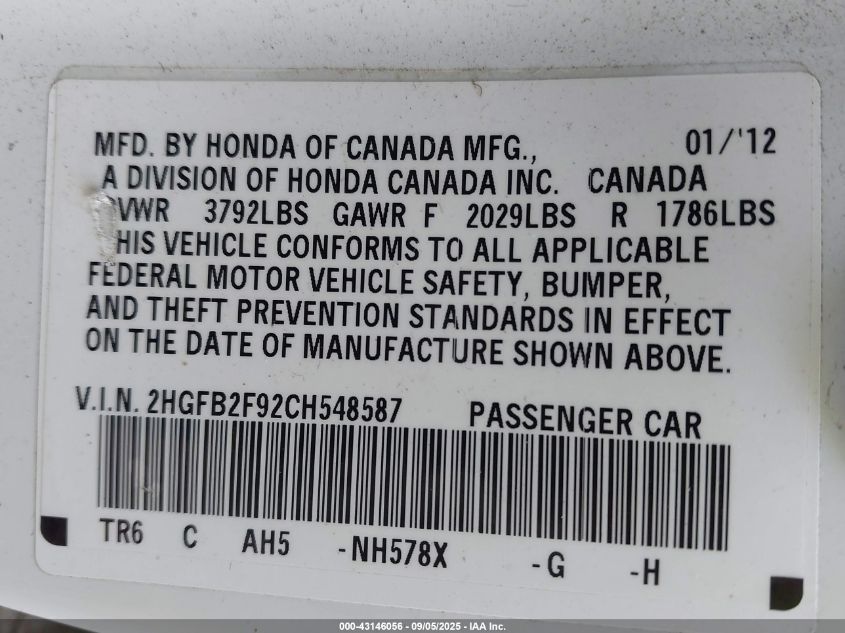 MFD. BY HONDA OF CANADA MFG., 01/'12
A DIVISION OF HONDA CANADA INC. CANADA
VWR 3792LBS GAWR F 2029LBS R 1786LBS
HIS VEHICLE CONFORMS TO ALL APPLICABLE
FEDERAL MOTOR VEHICLE SAFETY, BUMPER,
AND THEFT PREVENTION STANDARDS IN EFFECT
ON THE DATE OF MANUFACTURE SHOWN ABOVE.
V.I.N. 2HGFB2F92CH548587 PASSENGER CAR
TR6 C AH5 -NH578X -G -H
000-43146056 - 09/05/2025 - IAA Inc.